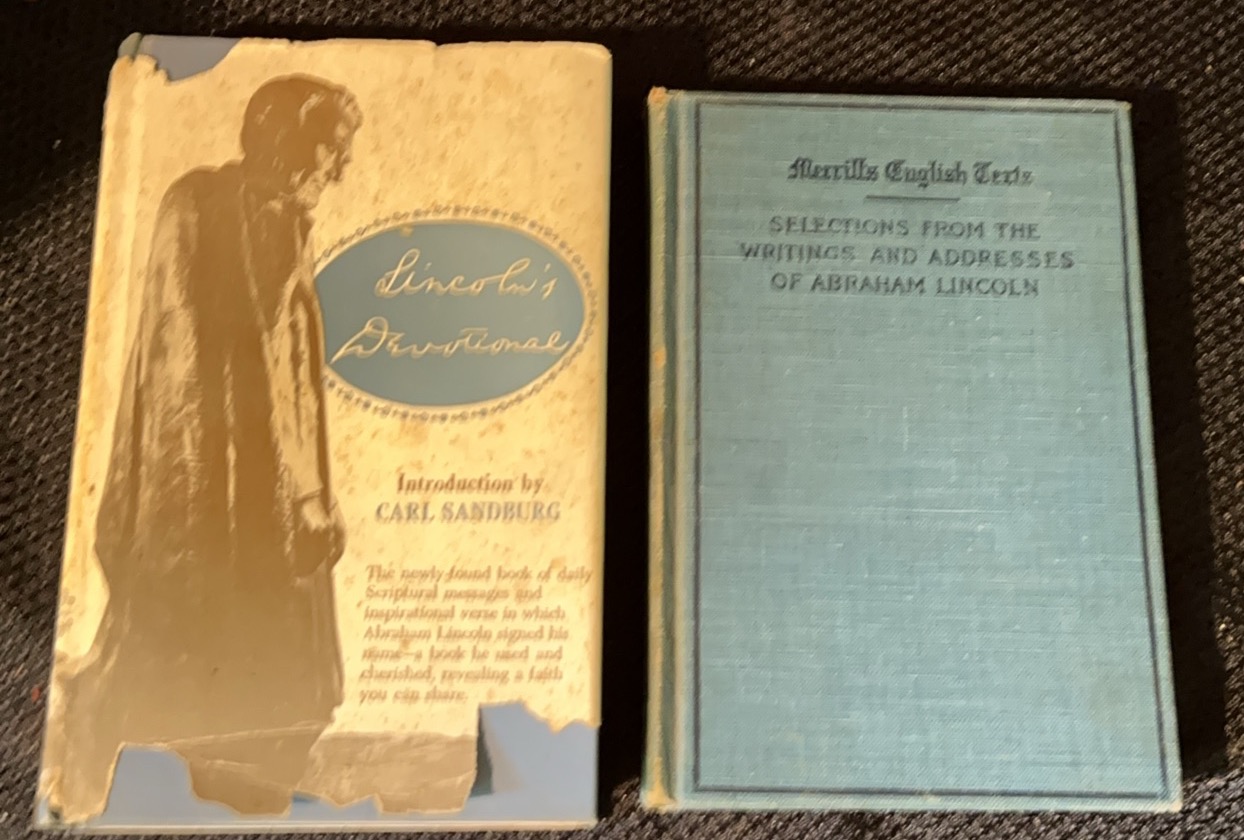 Lincoln's
Devotional
Introduction by
CARL SANDBURG
The newly-found book of daily
Scriptural messages and
inspirational verse in which
Abraham Lincoln signed his
name—a book he used and
cherished, revealing a faith
you can share.
Merrill's English Texts
SELECTIONS FROM THE
WRITINGS AND ADDRESSES
OF ABRAHAM LINCOLN